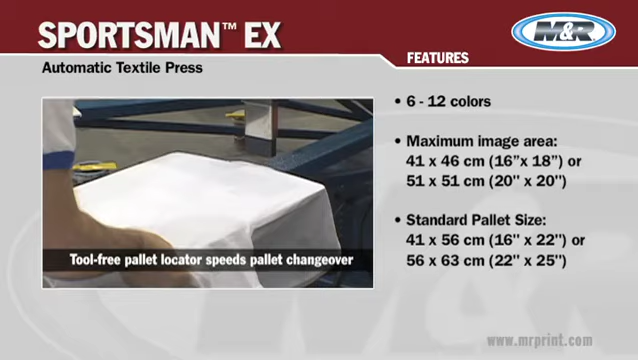 SPORTSMAN™ EX
M&R
Automatic Textile Press
FEATURES
• 6 - 12 colors
• Maximum image area:
41 x 46 cm (16”x 18”) or
51 x 51 cm (20" x 20")
• Standard Pallet Size:
41 x 56 cm (16" x 22") or
56 x 63 cm (22" x 25")
Tool-free pallet locator speeds pallet changeover
www.mrprint.com